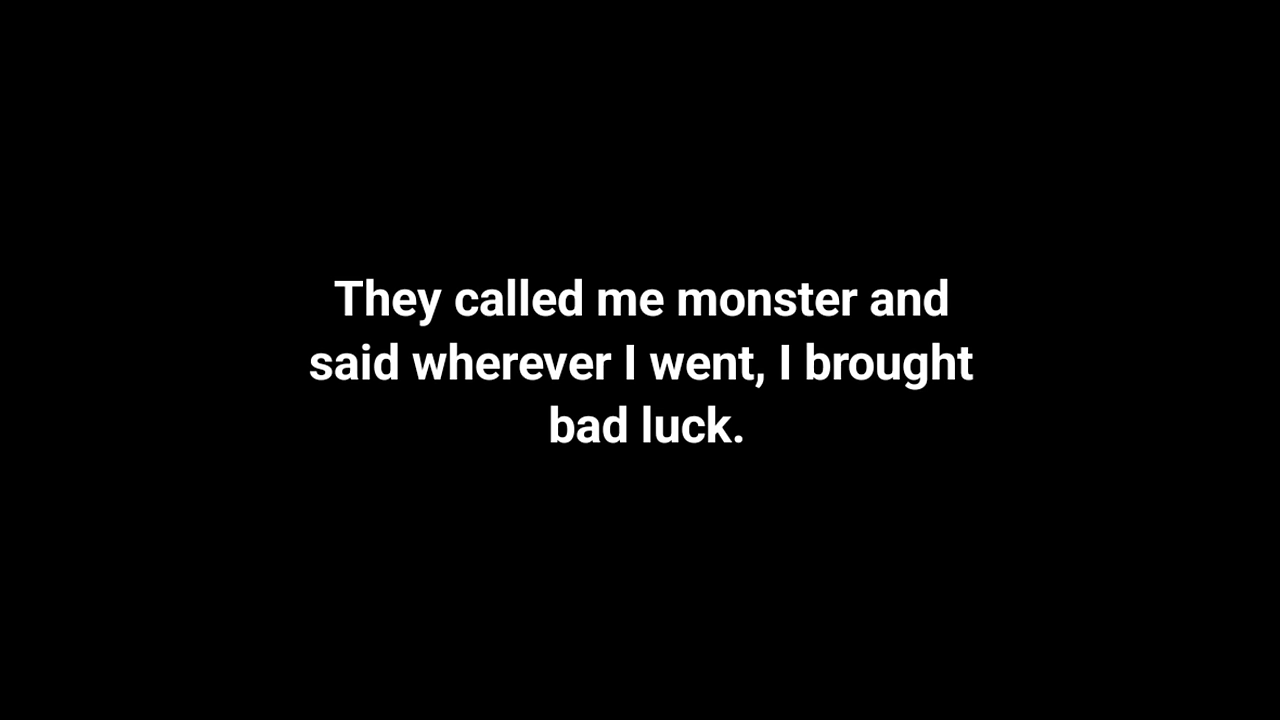 They called me monster and
said wherever I went, I brought
bad luck.